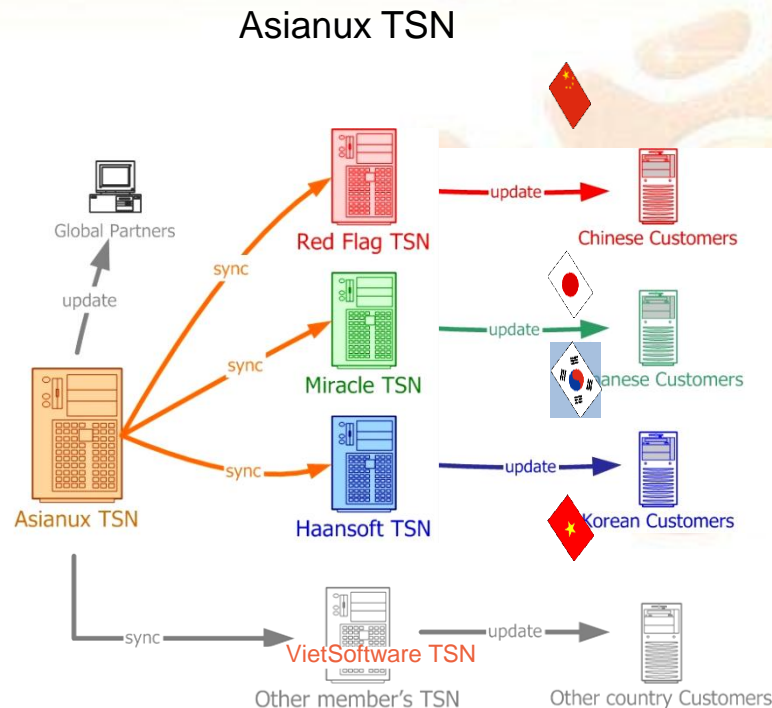 Asianux TSN
Global Partners
update
sync
Red Flag TSN
update
Chinese Customers
sync
Miracle TSN
update
anese Customers
Asianux TSN
sync
Haansoft TSN
update
Korean Customers
sync
VietSoftware TSN
update
Other member's TSN
Other country Customers